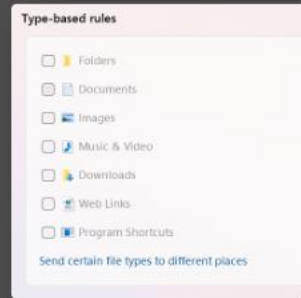 Type-based rules
Folders
Documents
Images
Music & Video
Downloads
Web Links
Program Shortcuts
Send certain file types to different places